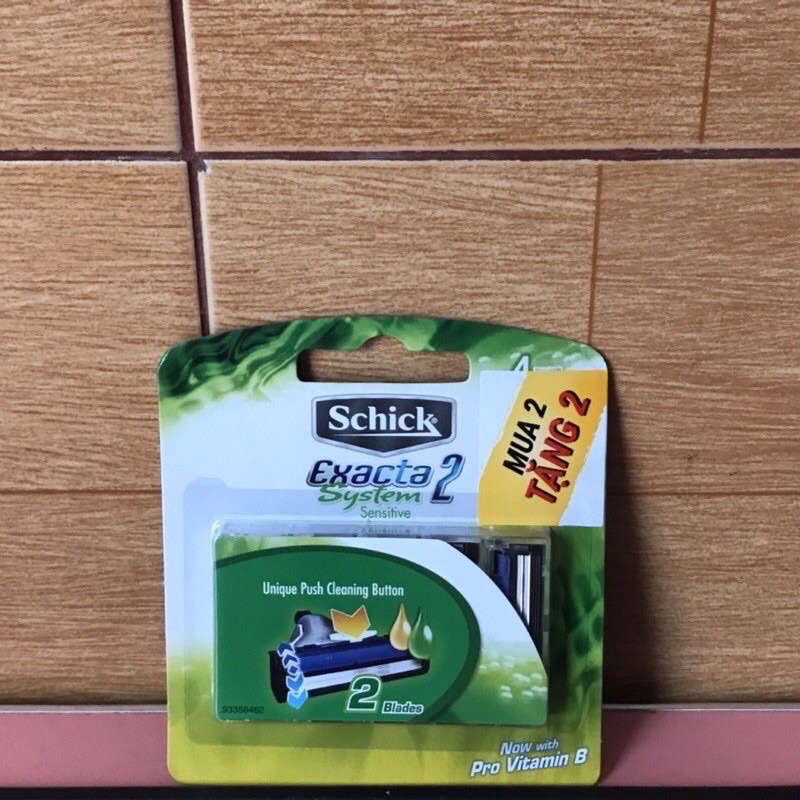 Schick
Exacta 2
System
Sensitive
MUA 2
TẶNG 2
Unique Push Cleaning Button
2 Blades
93356462
Now with
Pro Vitamin B